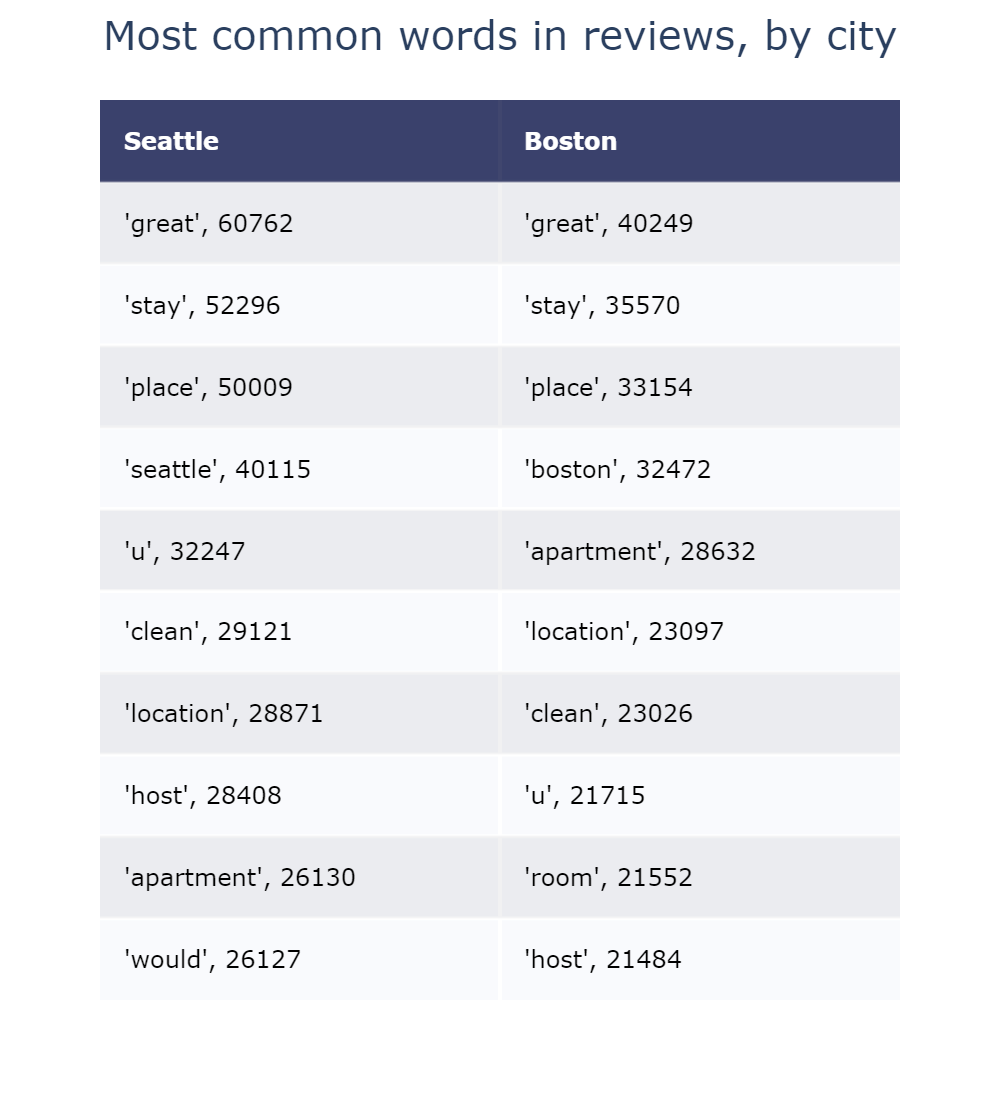 Most common words in reviews, by city
Seattle Boston
'great', 60762 'great', 40249
'stay', 52296 'stay', 35570
'place', 50009 'place', 33154
'seattle', 40115 'boston', 32472
'u', 32247 'apartment', 28632
'clean', 29121 'location', 23097
'location', 28871 'clean', 23026
'host', 28408 'u', 21715
'apartment', 26130 'room', 21552
'would', 26127 'host', 21484